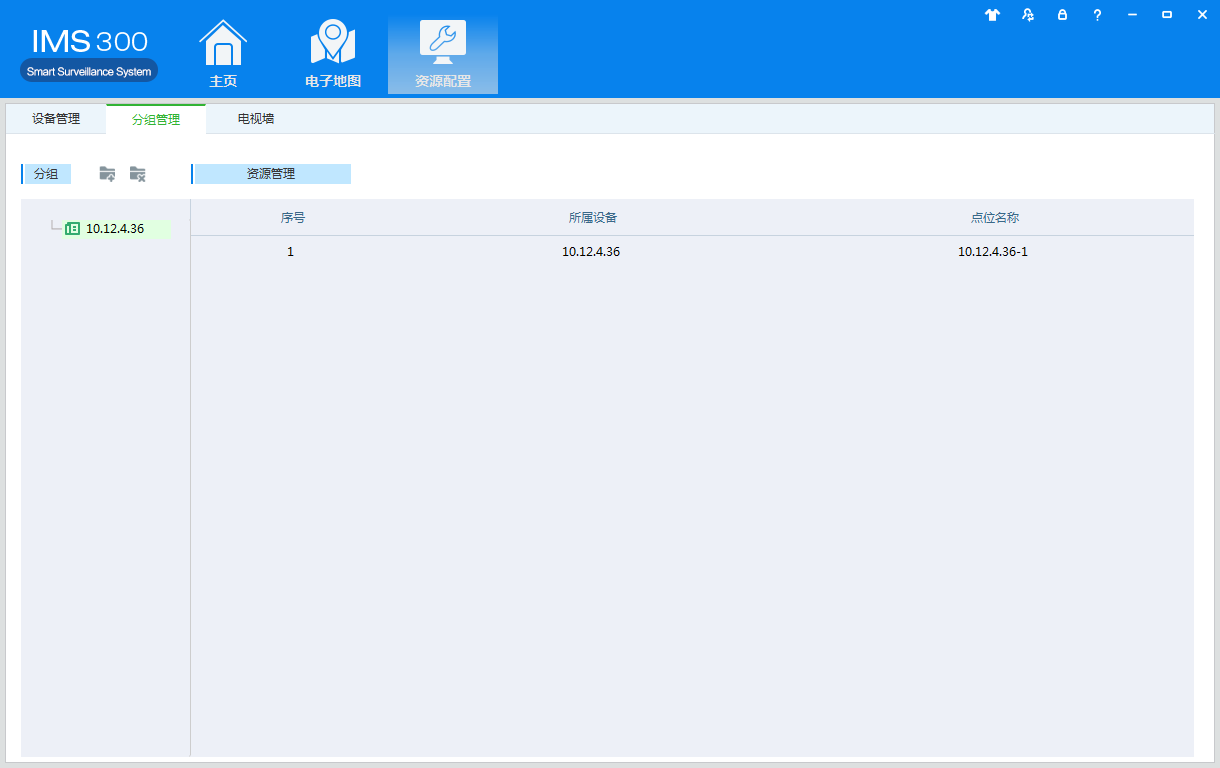 IMS 300
Smart Surveillance System
主页
电子地图
资源配置
设备管理
分组管理
电视墙
分组
资源管理
10.12.4.36
序号
所属设备
点位名称
1
10.12.4.36
10.12.4.36-1